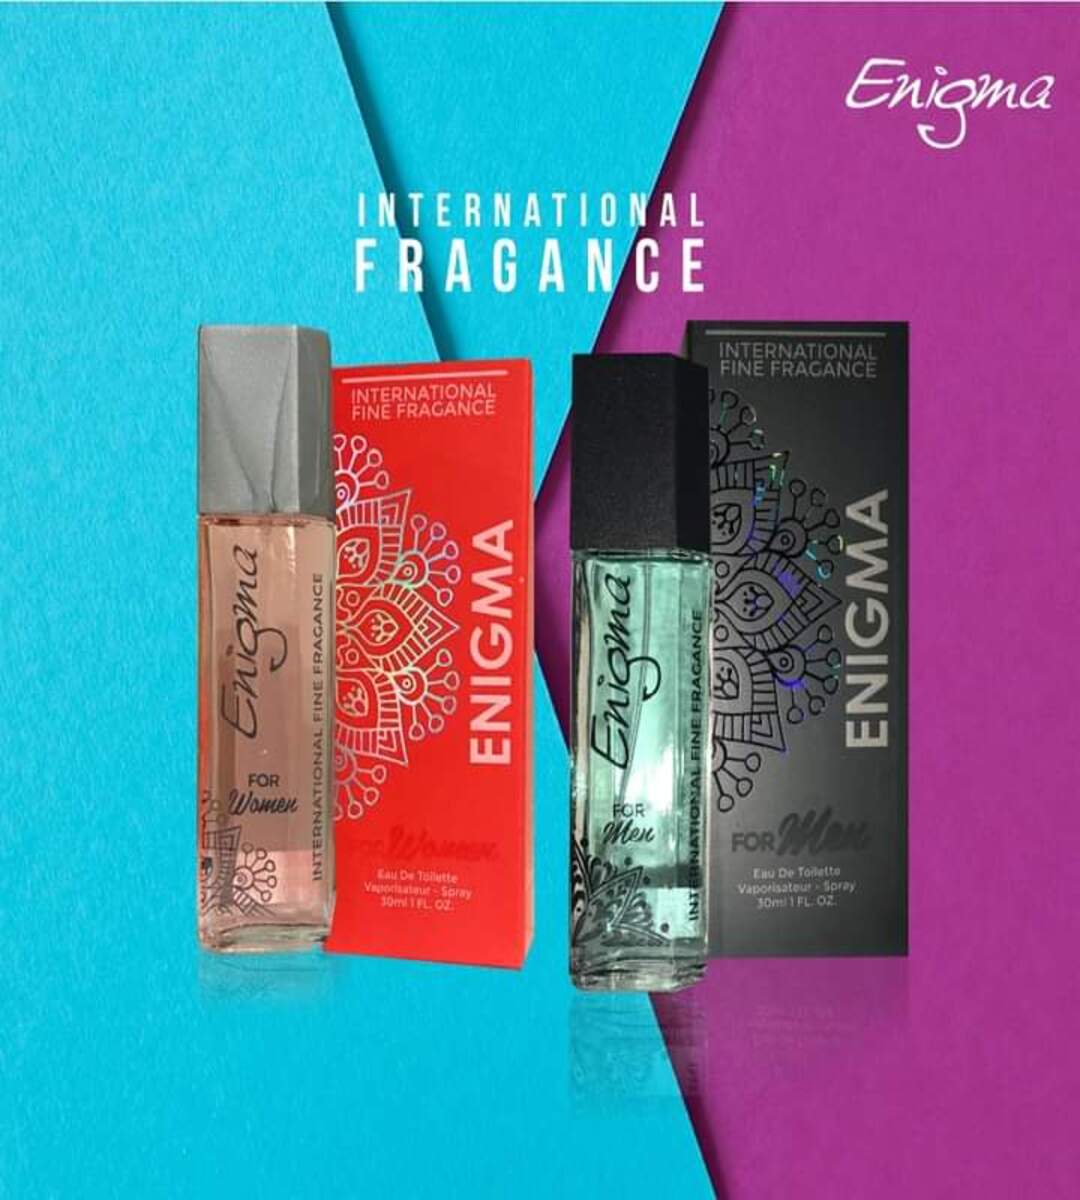 Enigma
INTERNATIONAL
FRAGANCE
Enigma
FOR
Women
INTERNATIONAL FINE FRAGANCE
INTERNATIONAL
FINE FRAGANCE
ENIGMA
FOR Women
Eau De Toilette
Vaporisateur - Spray
30ml 1 FL. OZ.
Enigma
FOR
Men
INTERNATIONAL FINE FRAGANCE
INTERNATIONAL
FINE FRAGANCE
ENIGMA
FOR Men
Eau De Toilette
Vaporisateur - Spray
30ml 1 FL. OZ.